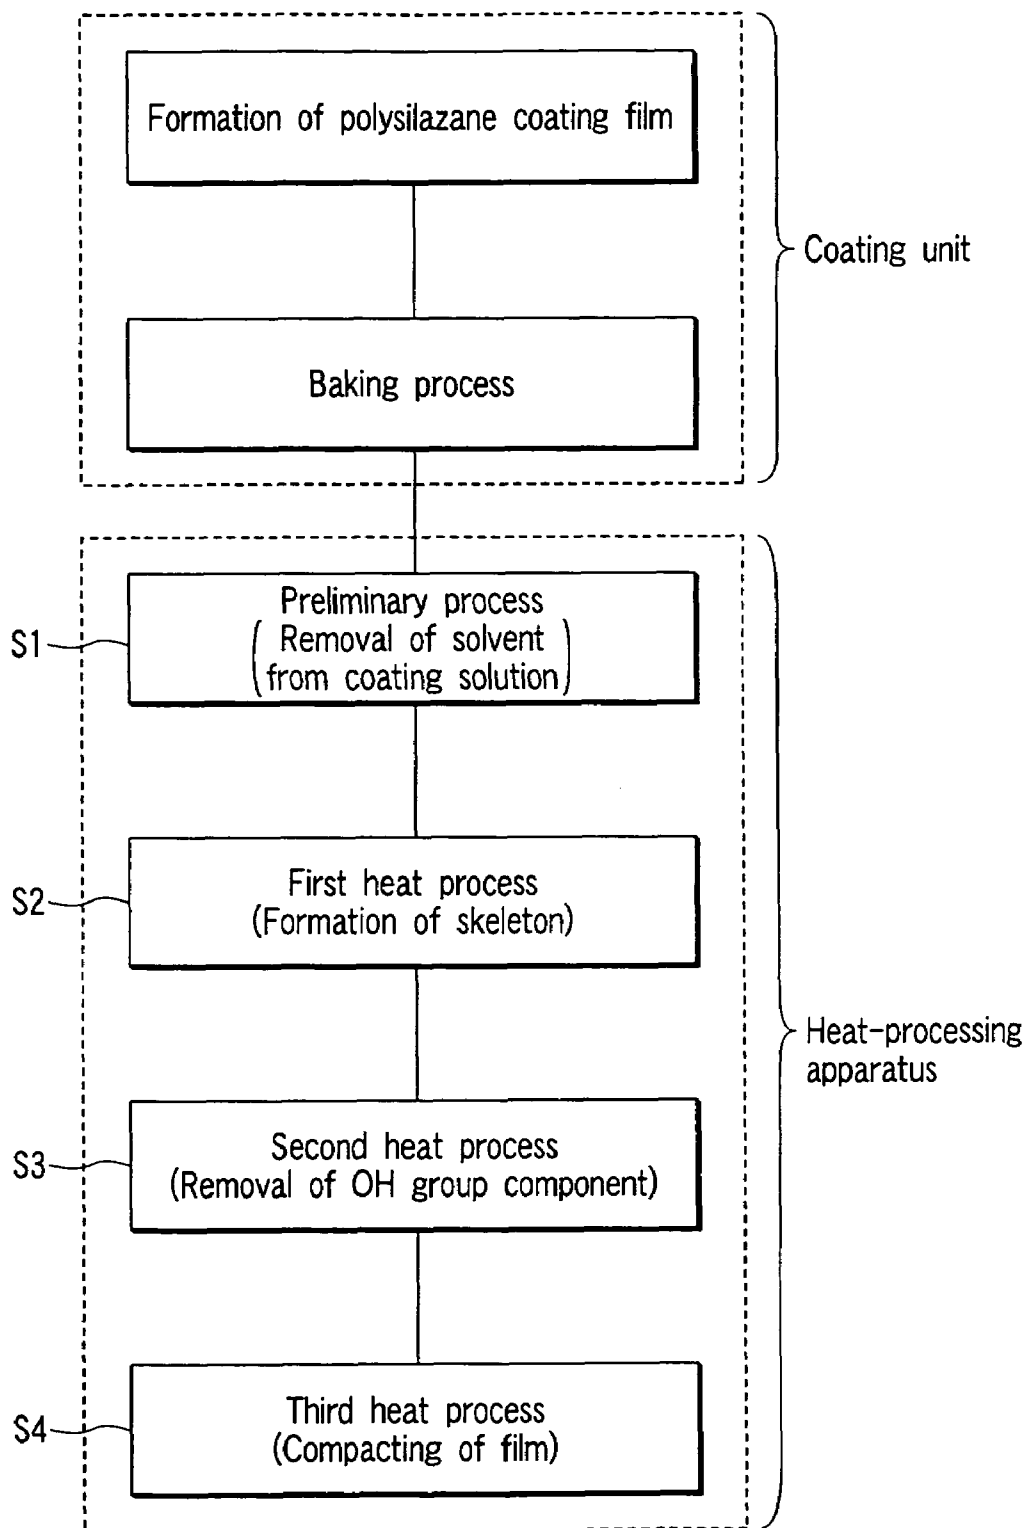 Formation of polysilazane coating film
Coating unit
Baking process
S1
Preliminary process
(Removal of solvent
from coating solution)
S2
First heat process
(Formation of skeleton)
Heat-processing
apparatus
S3
Second heat process
(Removal of OH group component)
S4
Third heat process
(Compacting of film)